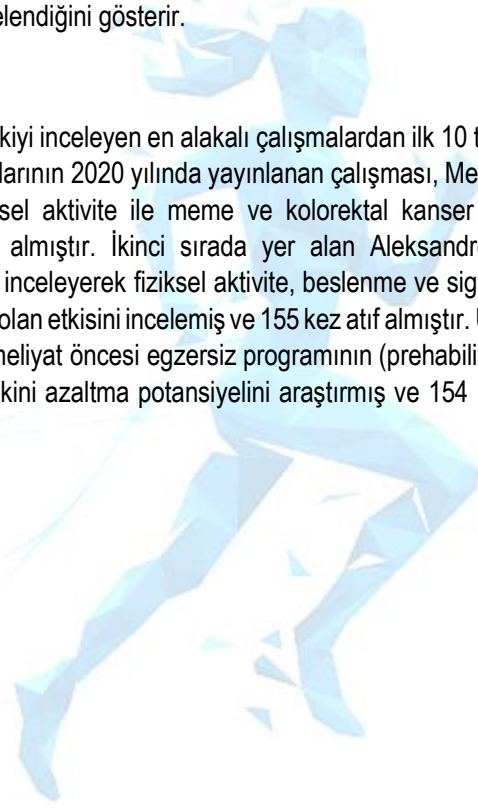 elendiğini gösterir.
kiyi inceleyen en alakalı çalışmalardan ilk 10 t
larının 2020 yılında yayınlanan çalışması, Me
sel aktivite ile meme ve kolorektal kanser
almıştır. İkinci sırada yer alan Aleksandr
inceleyerek fiziksel aktivite, beslenme ve sig
olan etkisini incelemiş ve 155 kez atıf almıştır.
neliyat öncesi egzersiz programının (prehabili
kini azaltma potansiyelini araştırmış ve 154